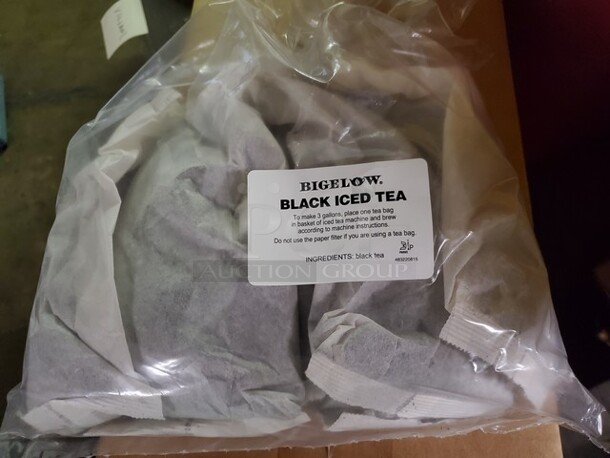 BIGELOW.
BLACK ICED TEA
To make 3 gallons, place one tea bag
in basket of iced tea machine and brew
according to machine instructions.
Do not use the paper filter if you are using a tea bag.
INGREDIENTS: black tea
AUCTION GROUP